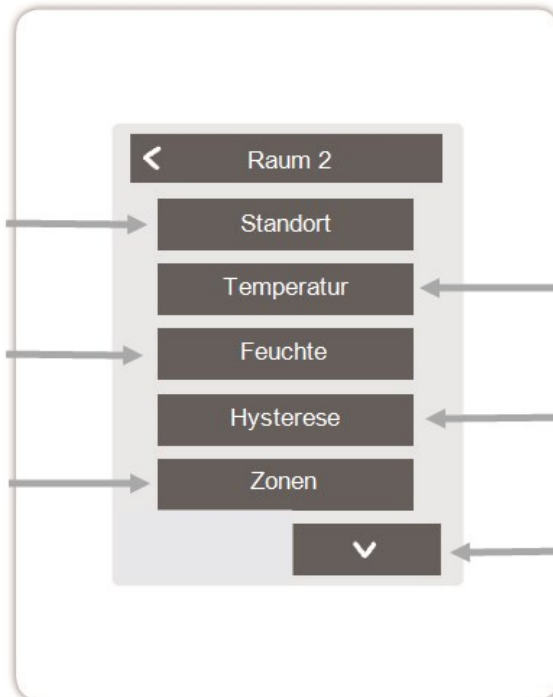 Raum 2
Standort
Temperatur
Feuchte
Hysterese
Zonen